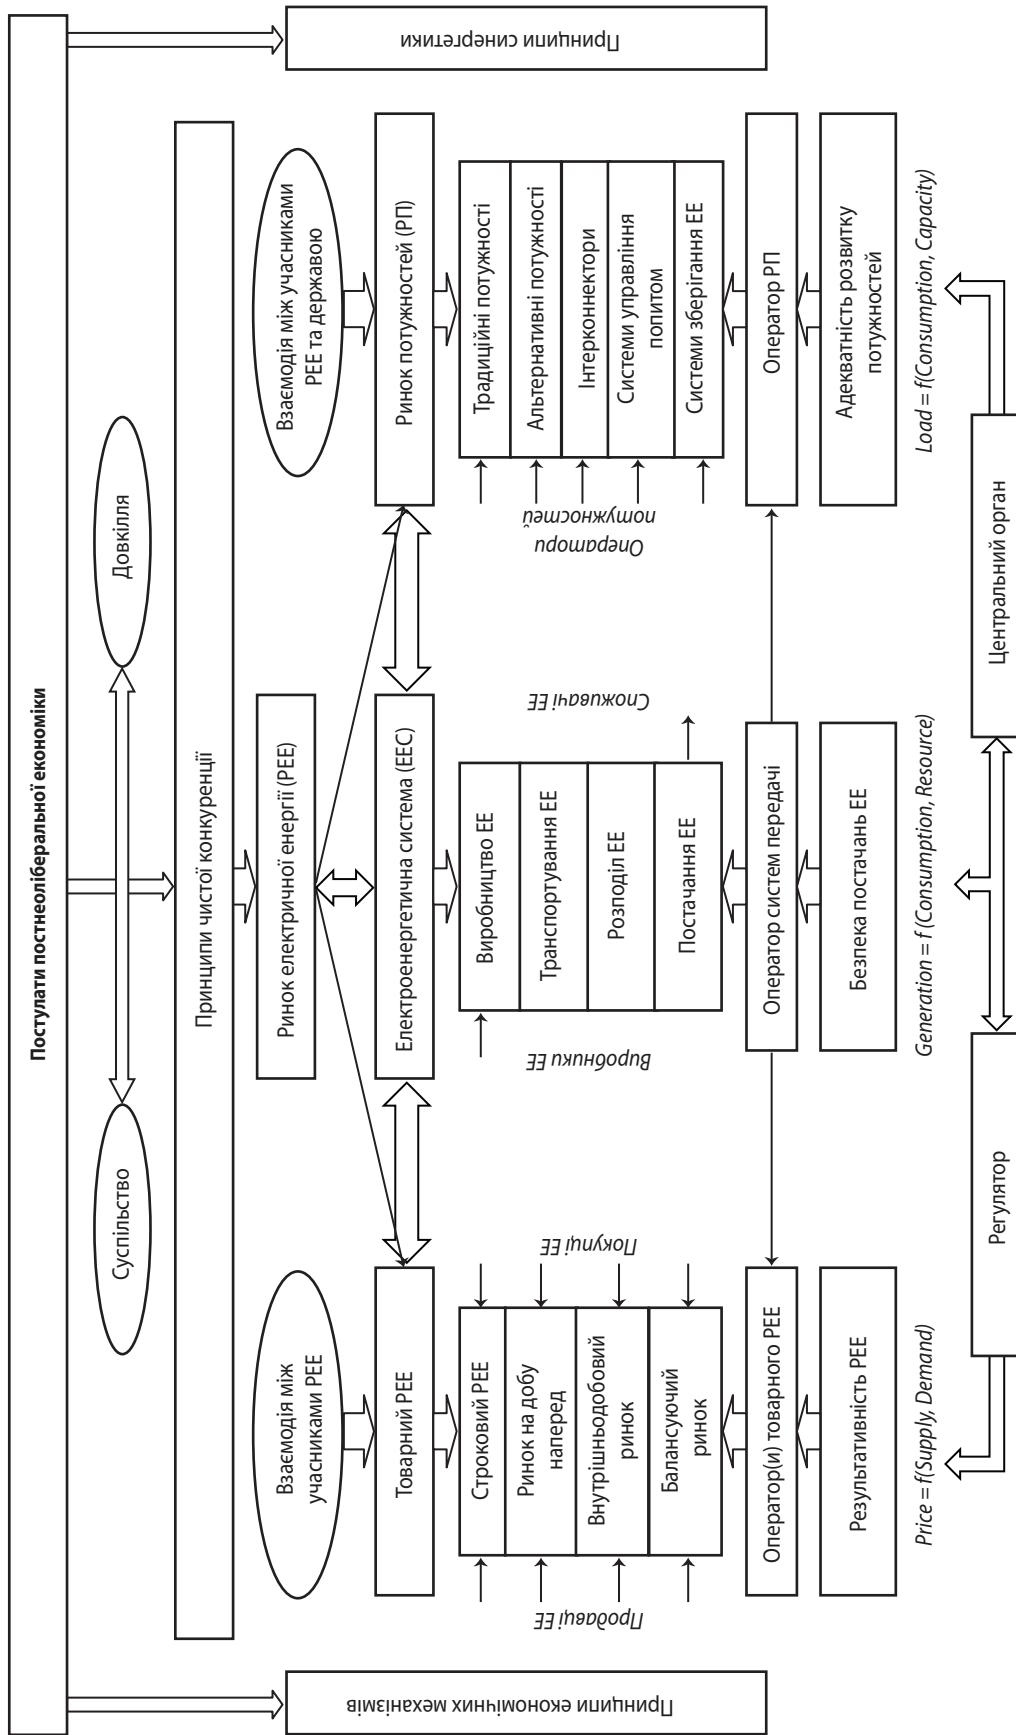 Постулати постнеоліберальної економіки
Суспільство
Довкілля
Принципи чистої конкуренції
Принципи економічних механізмів
Принципи синергетики
Взаємодія між
учасниками РЕЕ
Ринок електричної енергії (РЕЕ)
Взаємодія між учасниками
РЕЕ та державою
Товарний РЕЕ
Електроенергетична система (ЕЕС)
Ринок потужностей (РП)
Продавці ЕЕ
Строковий РЕЕ
Ринок на добу
наперед
Внутрішньодобовий
ринок
Балансуючий
ринок
Покупці ЕЕ
Виробники ЕЕ
Виробництво ЕЕ
Транспортування ЕЕ
Розподіл ЕЕ
Постачання ЕЕ
Споживачі ЕЕ
Оператори
потужностей
Традиційні потужності
Альтернативні потужності
Інтерконнектори
Системи управління
попитом
Системи зберігання ЕЕ
Оператор(и) товарного РЕЕ
Оператор систем передачі
Оператор РП
Результативність РЕЕ
Безпека постачань ЕЕ
Адекватність розвитку
потужностей
Price = f(Supply, Demand)
Generation = f (Consumption, Resource)
Load = f(Consumption, Capacity)
Регулятор
Центральний орган